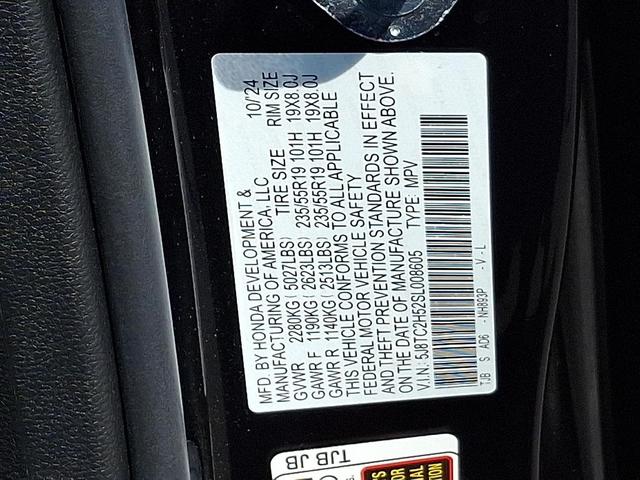 MFD. BY HONDA DEVELOPMENT & 10/24
MANUFACTURING OF AMERICA, LLC
TIRE SIZE RIM SIZE
GVWR 2280KG ( 5027LBS)
GAWR F 1190KG ( 2623LBS) 235/55R19 101H 19X8.0J
GAWR R 1140KG ( 2513LBS) 235/55R19 101H 19X8.0J
THIS VEHICLE CONFORMS TO ALL APPLICABLE
FEDERAL MOTOR VEHICLE SAFETY
AND THEFT PREVENTION STANDARDS IN EFFECT
ON THE DATE OF MANUFACTURE SHOWN ABOVE.
V.I.N: 5J8TC2H52SL008605 TYPE: MPV
TJB S AD6 -NH893P -V-L
TJB JB